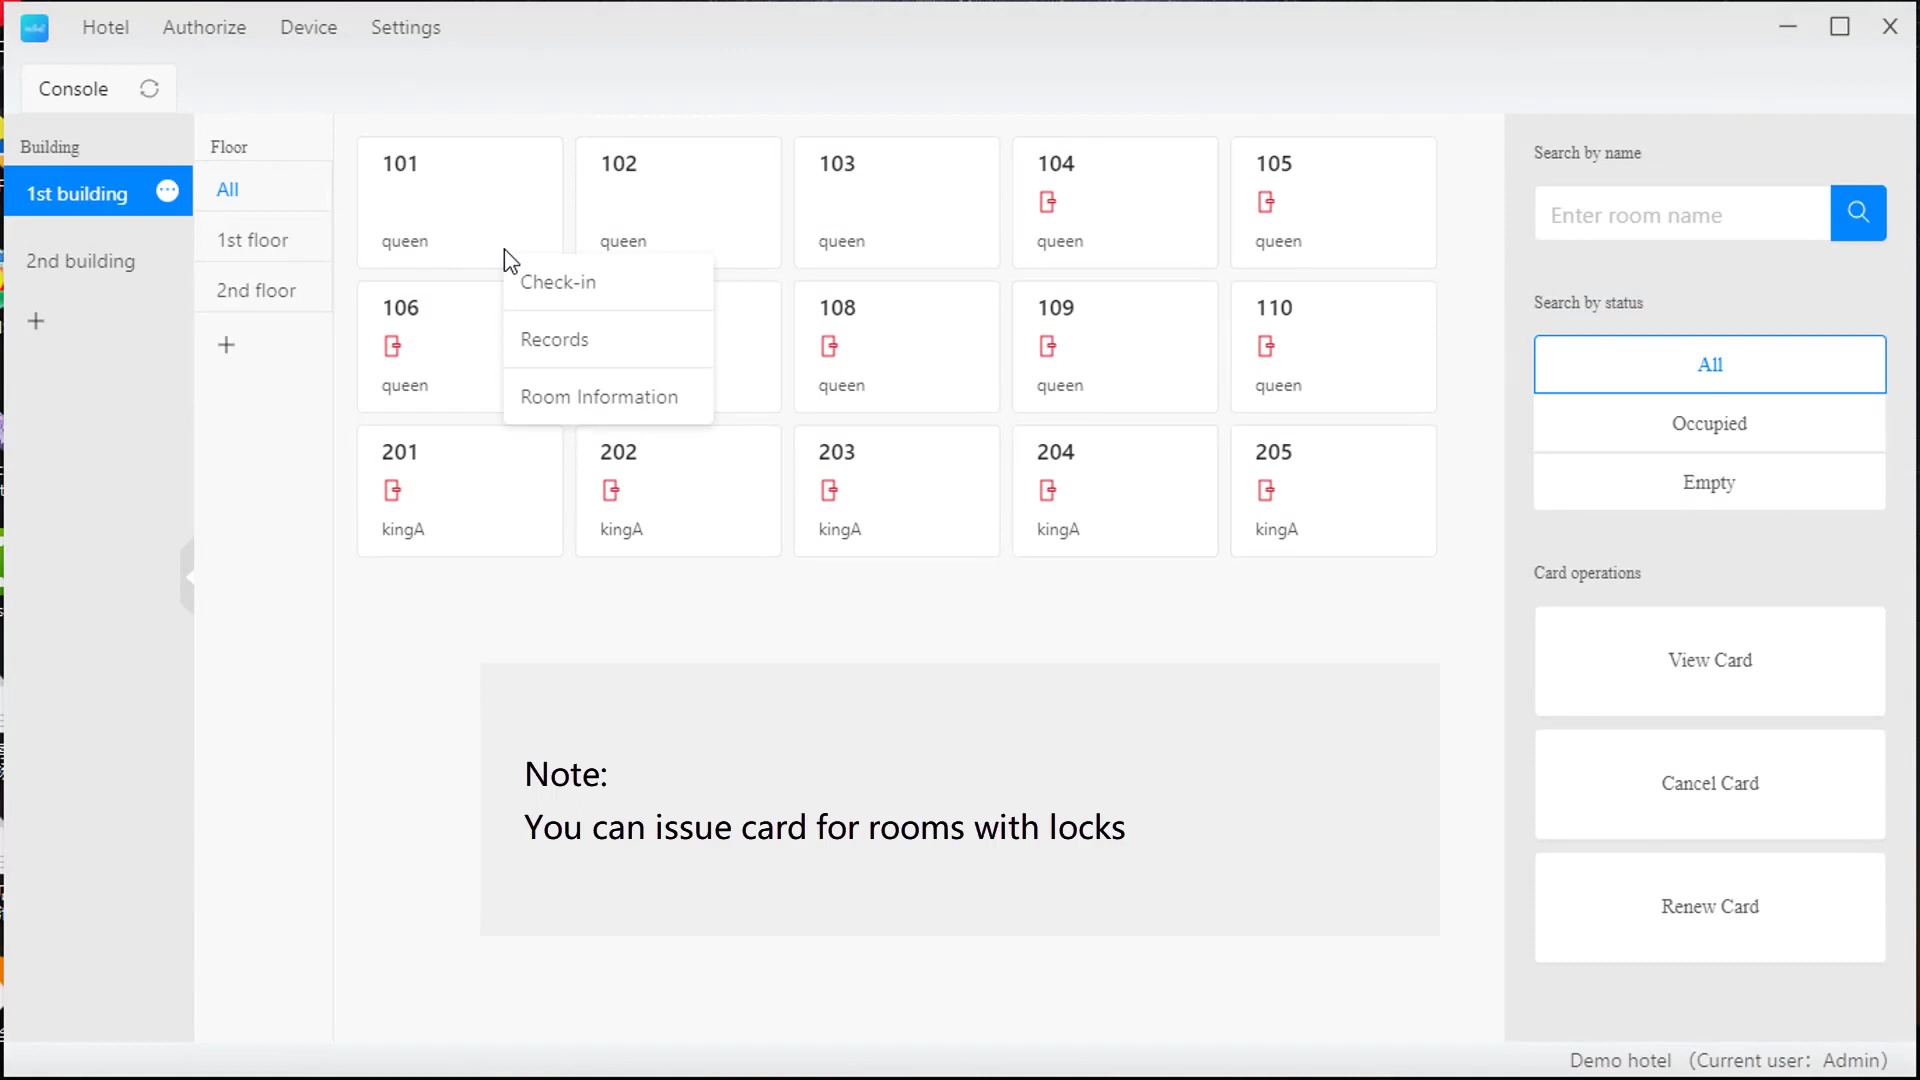 Hotel Authorize Device Settings
Console
Building
1st building
2nd building
+
Floor
All
1st floor
2nd floor
+
101
queen
102
queen
103
queen
104
queen
105
queen
106
queen
108
queen
109
queen
110
queen
201
kingA
202
kingA
203
kingA
204
kingA
205
kingA
Check-in
Records
Room Information
Note:
You can issue card for rooms with locks
Search by name
Enter room name
Search by status
All
Occupied
Empty
Card operations
View Card
Cancel Card
Renew Card
Demo hotel (Current user: Admin)